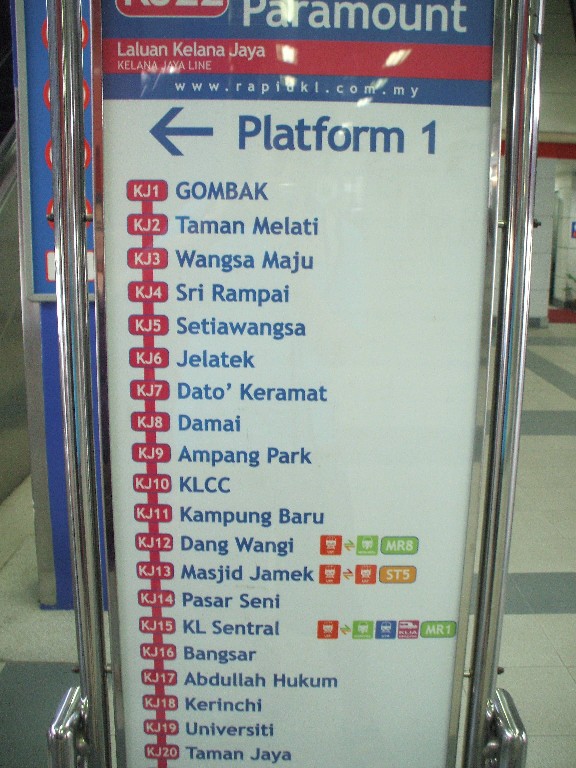 KJ22 Paramount
Laluan Kelana Jaya
KELANA JAYA LINE
www.rapidkl.com.my
← Platform 1
KJ1 GOMBAK
KJ2 Taman Melati
KJ3 Wangsa Maju
KJ4 Sri Rampai
KJ5 Setiawangsa
KJ6 Jelatek
KJ7 Dato' Keramat
KJ8 Damai
KJ9 Ampang Park
KJ10 KLCC
KJ11 Kampung Baru
KJ12 Dang Wangi MR8
KJ13 Masjid Jamek ST5
KJ14 Pasar Seni
KJ15 KL Sentral MR1
KJ16 Bangsar
KJ17 Abdullah Hukum
KJ18 Kerinchi
KJ19 Universiti
KJ20 Taman Jaya